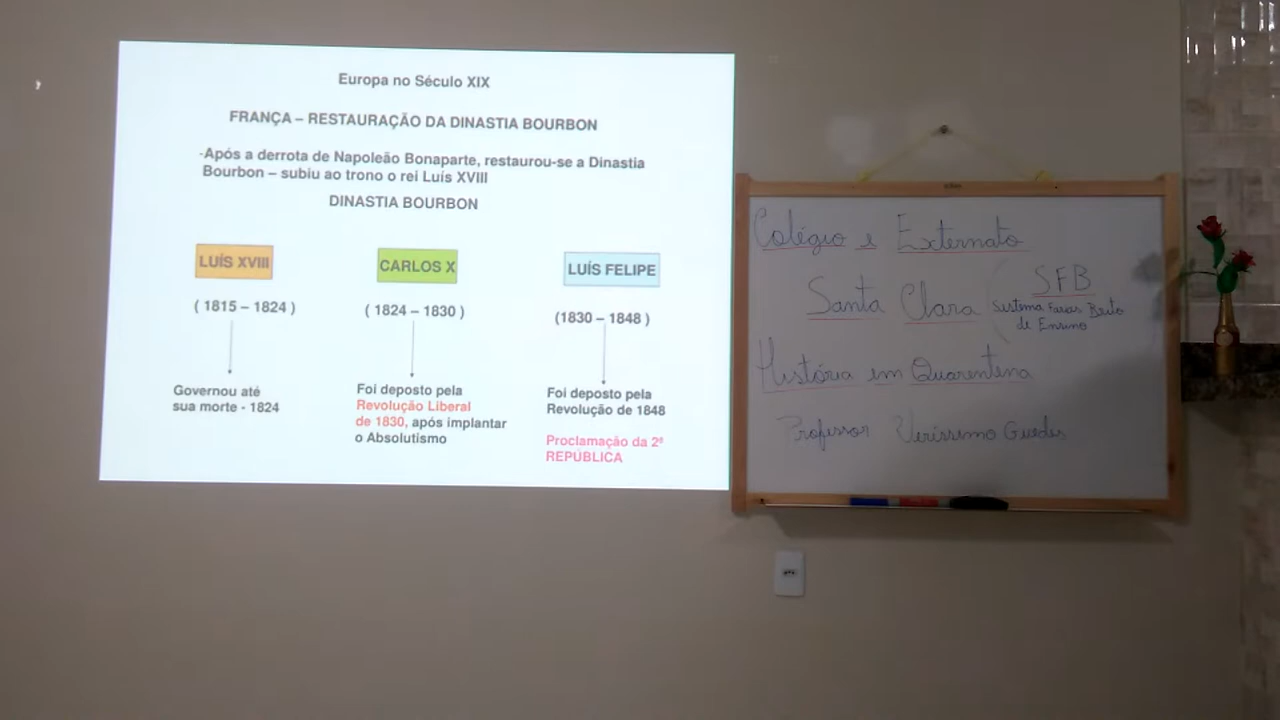 Europa no Século XIX
FRANÇA – RESTAURAÇÃO DA DINASTIA BOURBON
-Após a derrota de Napoleão Bonaparte, restaurou-se a Dinastia
Bourbon – subiu ao trono o rei Luís XVIII
DINASTIA BOURBON
LUÍS XVIII
CARLOS X
LUÍS FELIPE
( 1815 – 1824 )
( 1824 – 1830 )
(1830 – 1848 )
Governou até
sua morte - 1824
Foi deposto pela
Revolução Liberal
de 1830, após implantar
o Absolutismo
Foi deposto pela
Revolução de 1848
Proclamação da 2ª
REPÚBLICA
Colégio e Externato
Santa Clara
SFB
Sistema Farias Brito
de Ensino
História em Quarentena
Professor Veríssimo Guedes